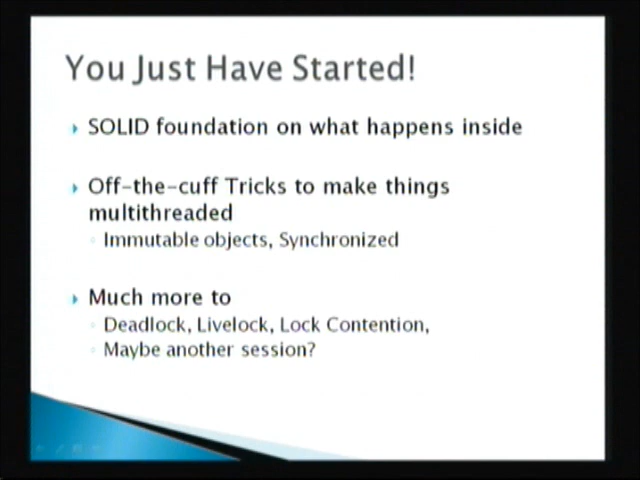 You Just Have Started!
SOLID foundation on what happens inside
Off-the-cuff Tricks to make things
multithreaded
Immutable objects, Synchronized
Much more to
Deadlock, Livelock, Lock Contention,
Maybe another session?